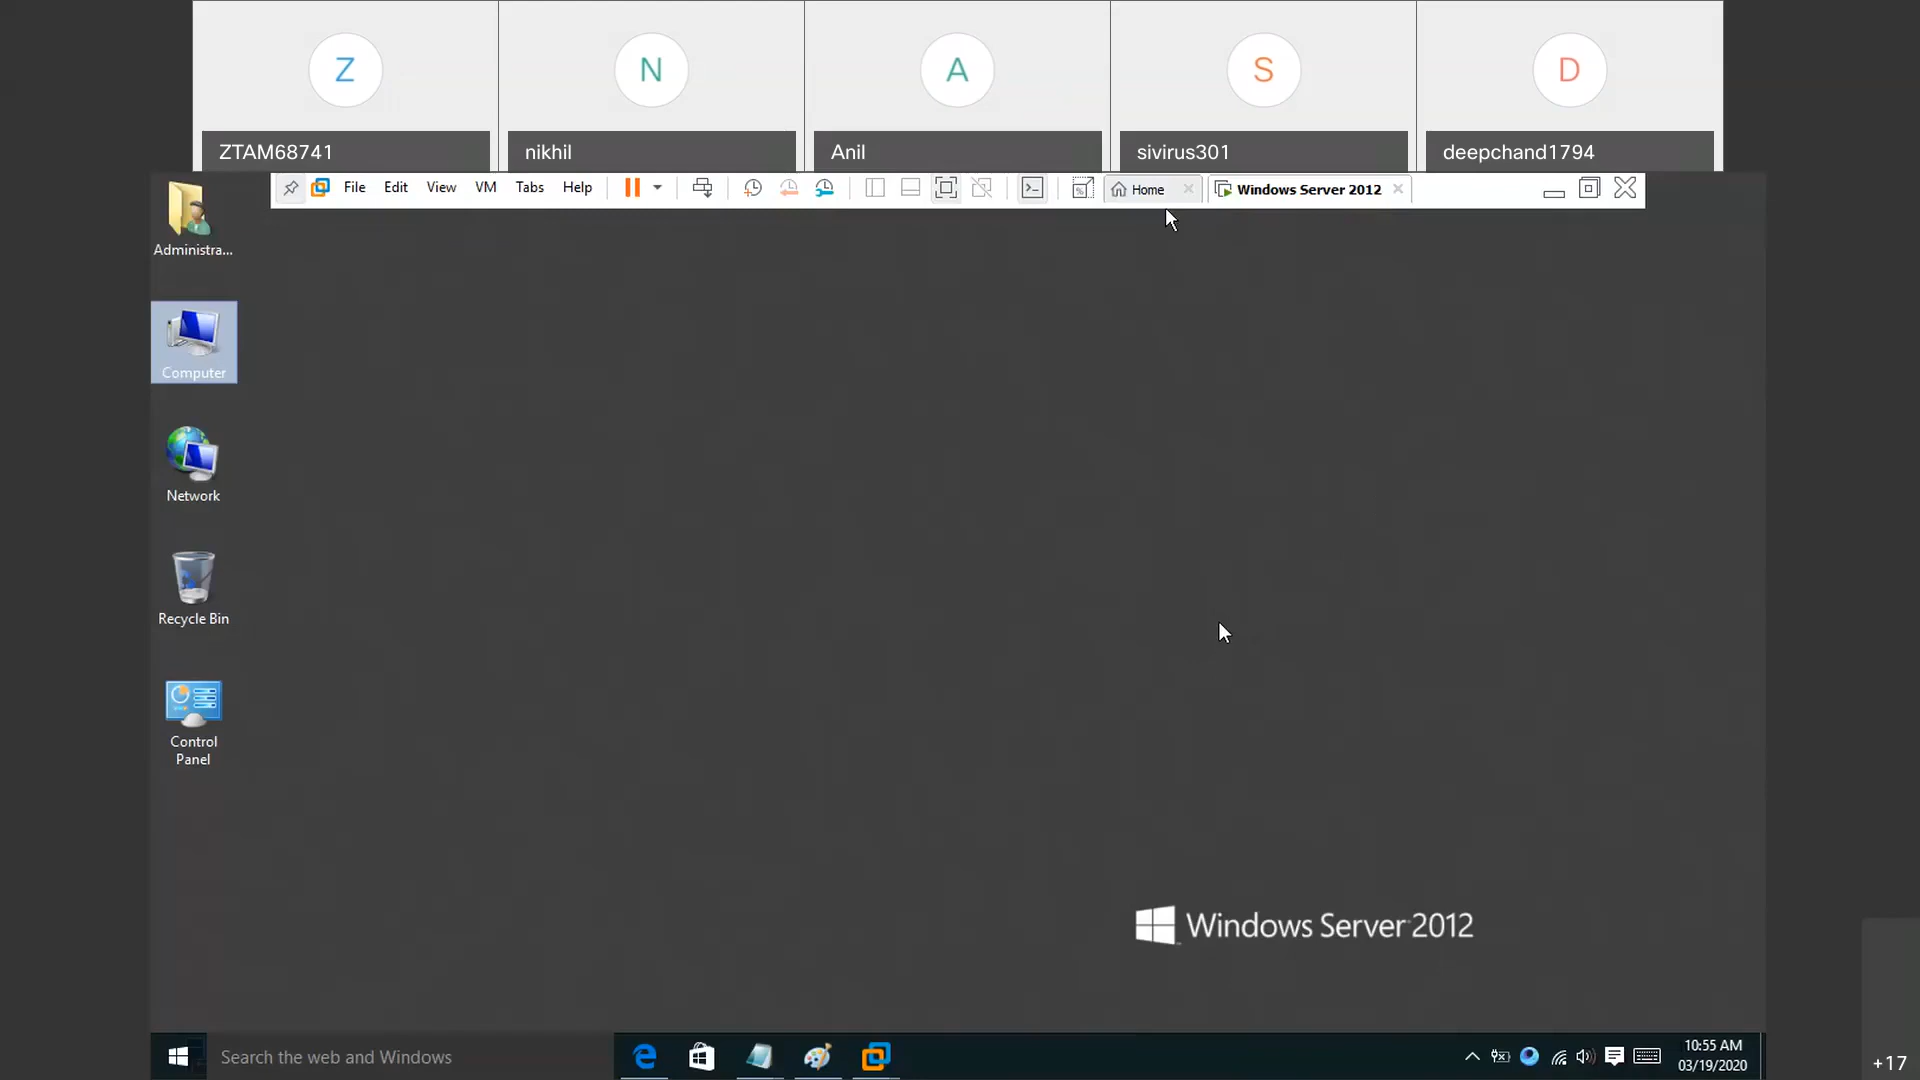 Z
N
A
S
D
ZTAM68741
nikhil
Anil
sivirus301
deepchand1794
File Edit View VM Tabs Help
Home
Windows Server 2012
Administra...
Computer
Network
Recycle Bin
Control
Panel
Windows Server 2012
Search the web and Windows
10:55 AM
03/19/2020
+17